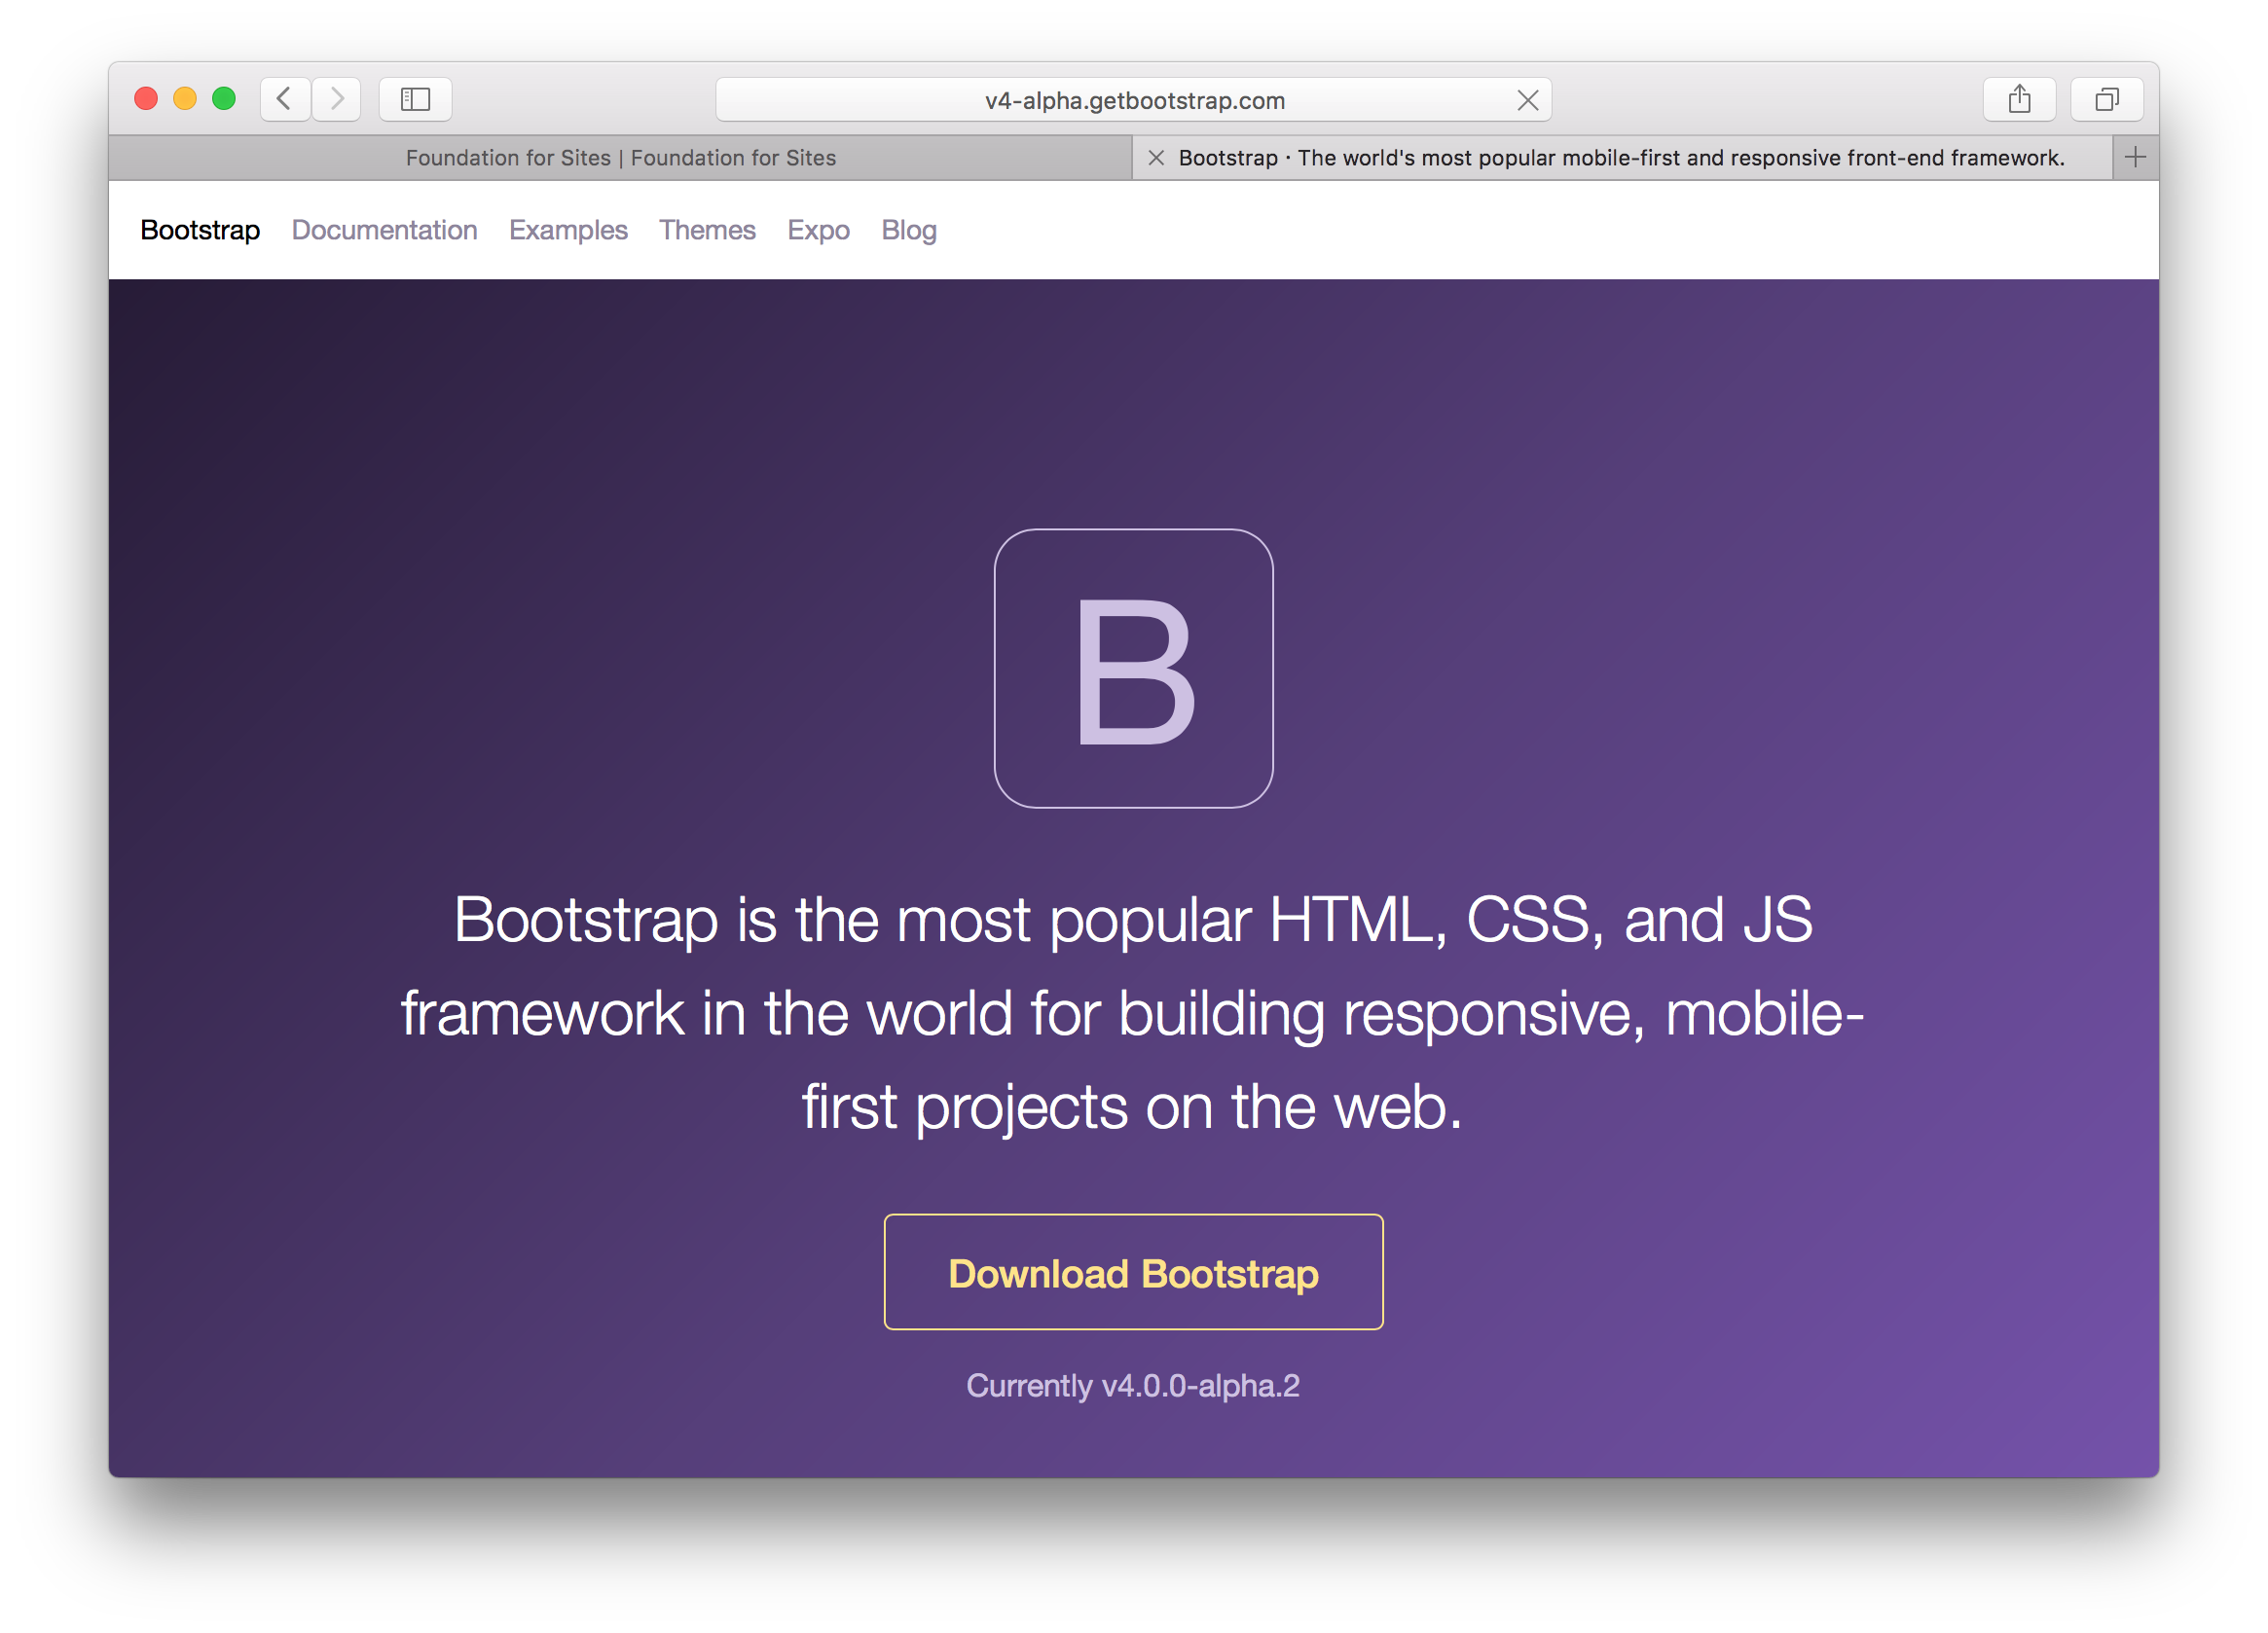 v4-alpha.getbootstrap.com
Foundation for Sites | Foundation for Sites
Bootstrap · The world's most popular mobile-first and responsive front-end framework.
Bootstrap Documentation Examples Themes Expo Blog
B
Bootstrap is the most popular HTML, CSS, and JS
framework in the world for building responsive, mobile-
first projects on the web.
Download Bootstrap
Currently v4.0.0-alpha.2